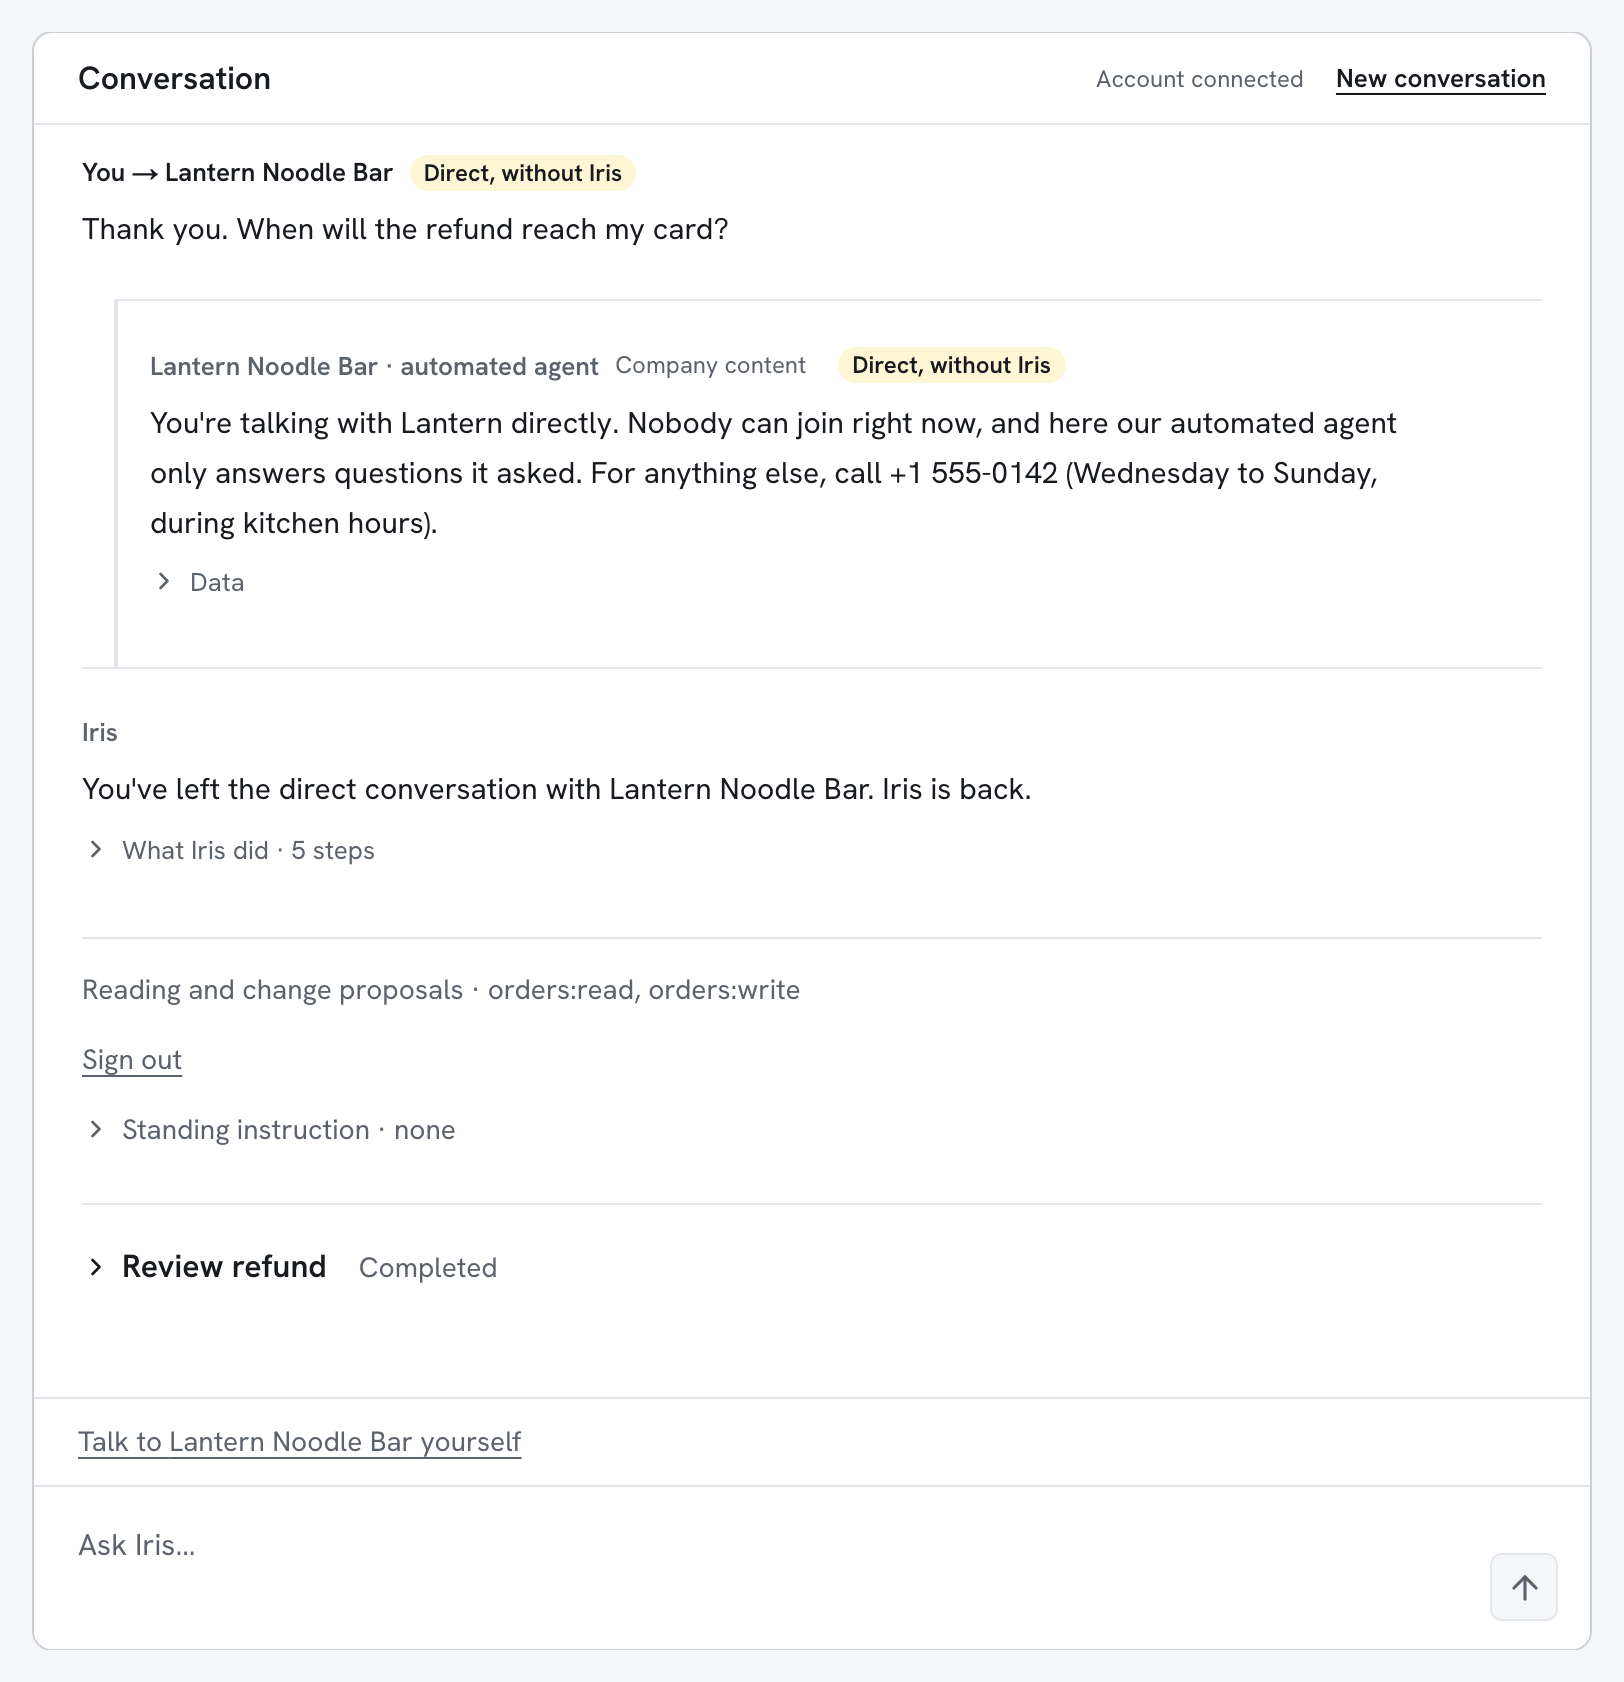 Conversation
Account connected
New conversation
You → Lantern Noodle Bar
Direct, without Iris
Thank you. When will the refund reach my card?
Lantern Noodle Bar · automated agent
Company content
Direct, without Iris
You're talking with Lantern directly. Nobody can join right now, and here our automated agent
only answers questions it asked. For anything else, call +1 555-0142 (Wednesday to Sunday,
during kitchen hours).
Data
Iris
You've left the direct conversation with Lantern Noodle Bar. Iris is back.
What Iris did · 5 steps
Reading and change proposals · orders:read, orders:write
Sign out
Standing instruction · none
Review refund
Completed
Talk to Lantern Noodle Bar yourself
Ask Iris...